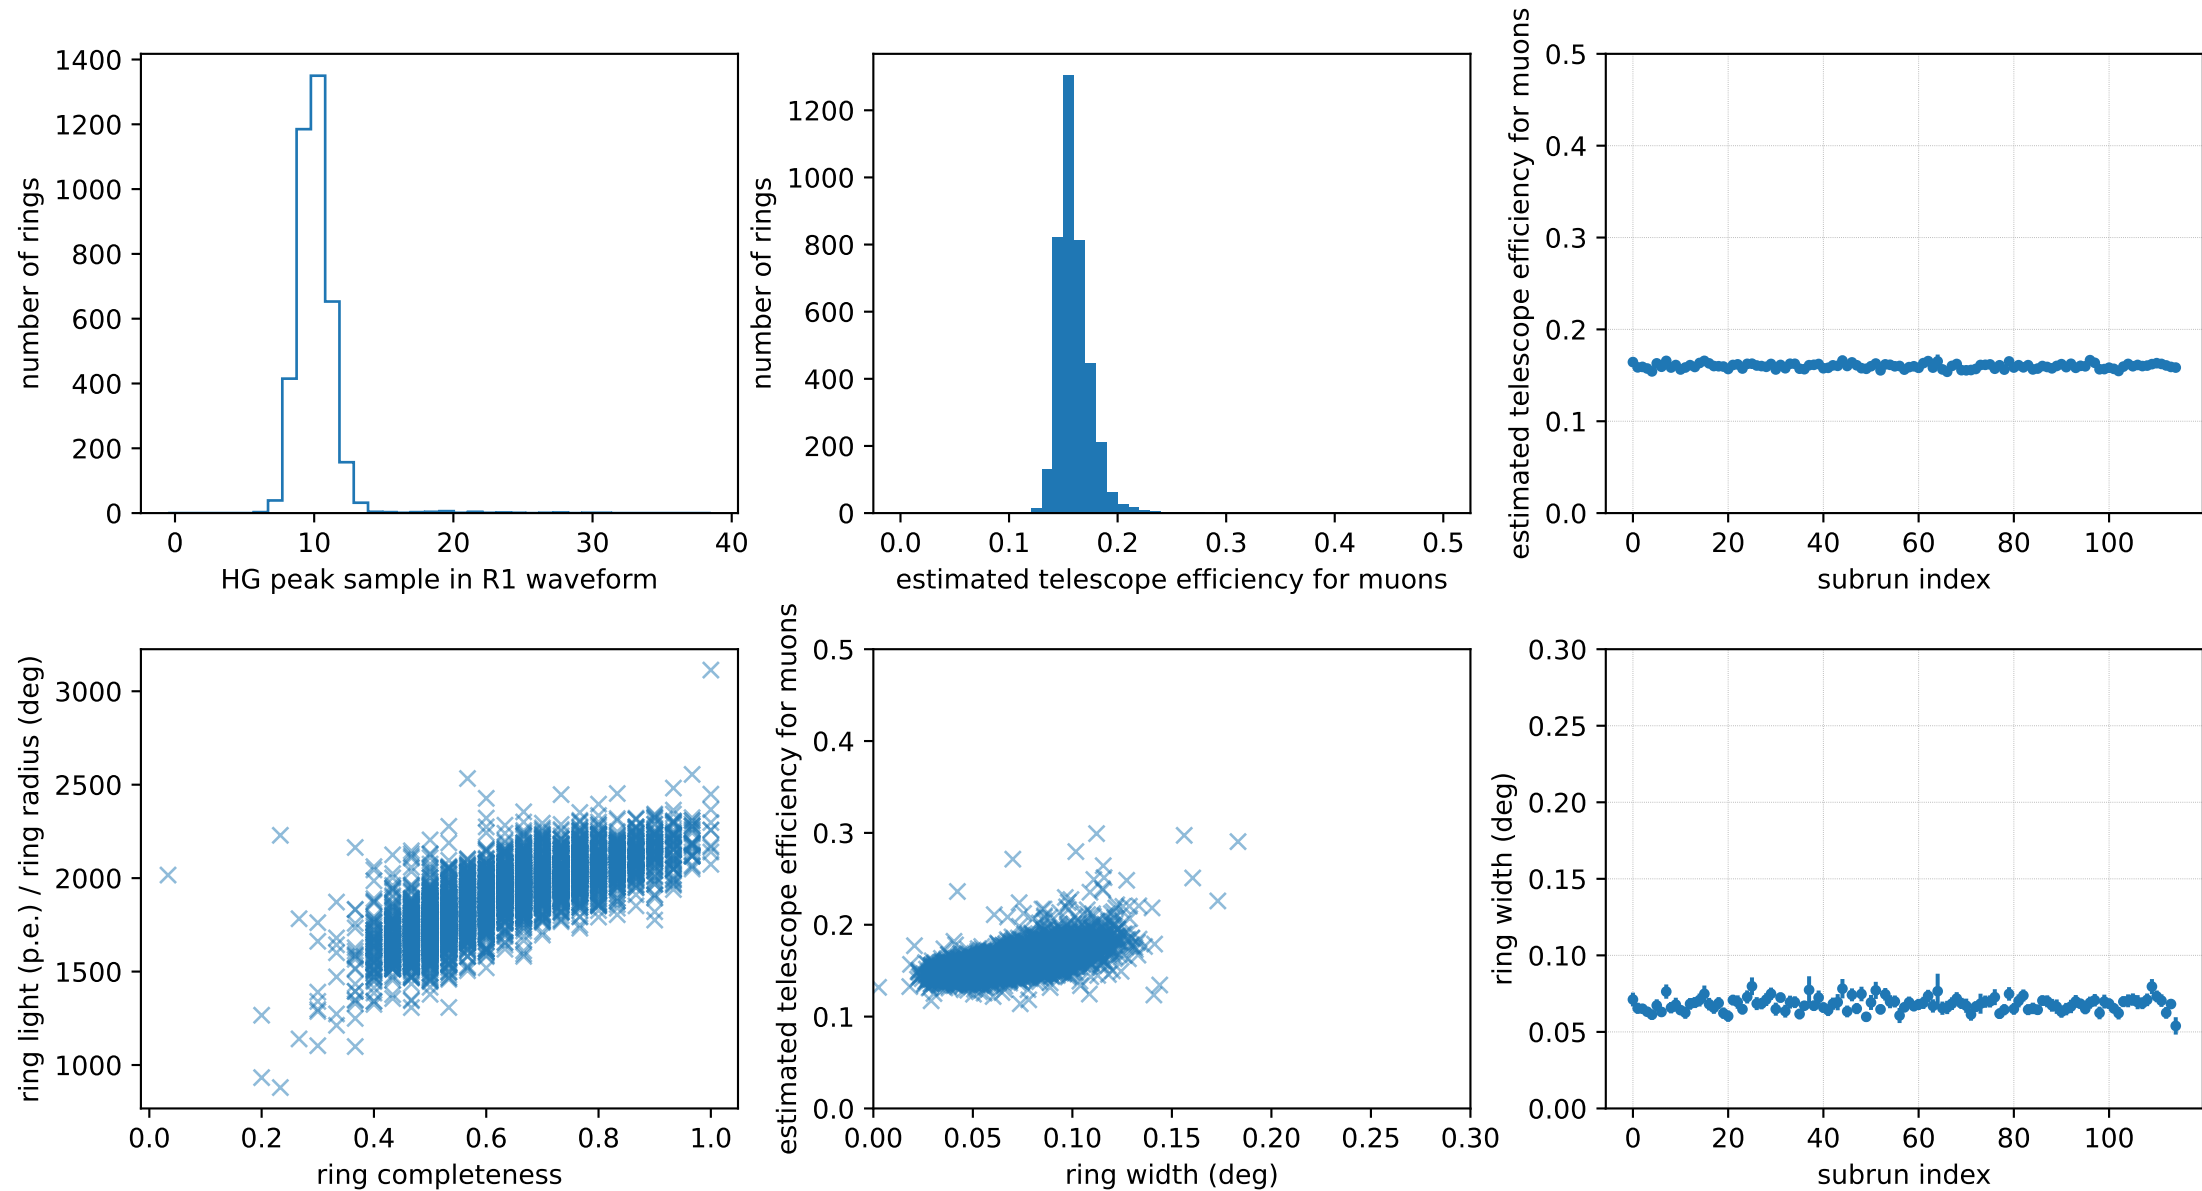 number of rings
1400
1200
1000
800
600
400
200
0
0 10 20 30 40
HG peak sample in R1 waveform
number of rings
1200
1000
800
600
400
200
0
0.0 0.1 0.2 0.3 0.4 0.5
estimated telescope efficiency for muons
estimated telescope efficiency for muons
0.5
0.4
0.3
0.2
0.1
0.0
0 20 40 60 80 100
subrun index
ring light (p.e.) / ring radius (deg)
3000
2500
2000
1500
1000
0.0 0.2 0.4 0.6 0.8 1.0
ring completeness
estimated telescope efficiency for muons
0.5
0.4
0.3
0.2
0.1
0.0
0.00 0.05 0.10 0.15 0.20 0.25 0.30
ring width (deg)
ring width (deg)
0.30
0.25
0.20
0.15
0.10
0.05
0.00
0 20 40 60 80 100
subrun index